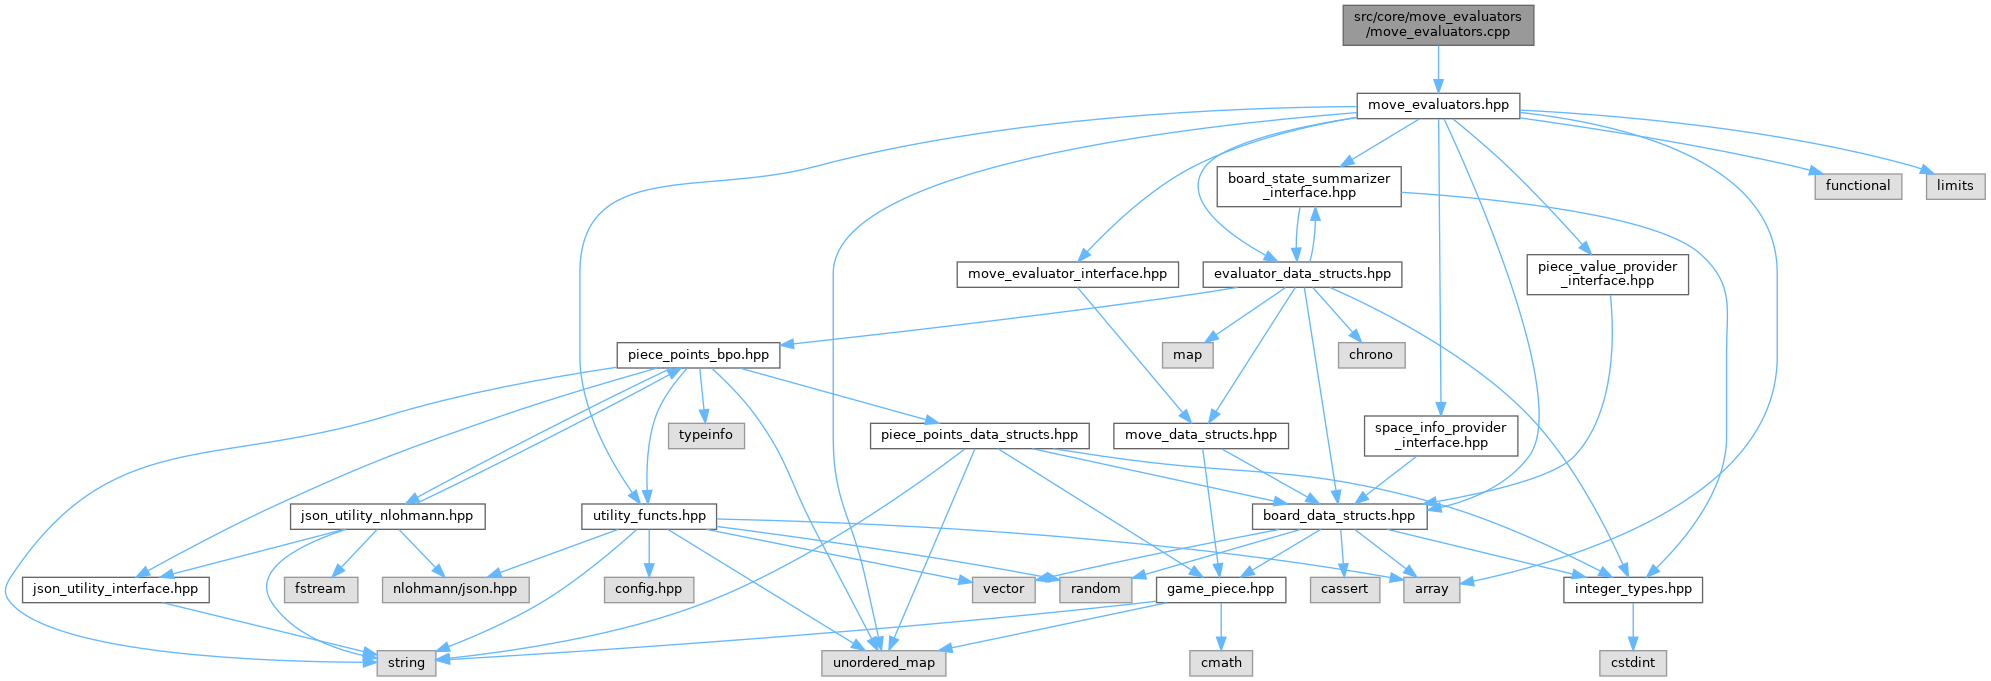 src/core/move_evaluators
/move_evaluators.cpp
move_evaluators.hpp
board_state_summarizer
_interface.hpp
functional
limits
move_evaluator_interface.hpp
evaluator_data_structs.hpp
piece_value_provider
_interface.hpp
piece_points_bpo.hpp
map
chrono
typeinfo
piece_points_data_structs.hpp
move_data_structs.hpp
space_info_provider
_interface.hpp
json_utility_nlohmann.hpp
utility_functs.hpp
board_data_structs.hpp
json_utility_interface.hpp
fstream
nlohmann/json.hpp
config.hpp
vector
random
game_piece.hpp
cassert
array
integer_types.hpp
string
unordered_map
cmath
cstdint